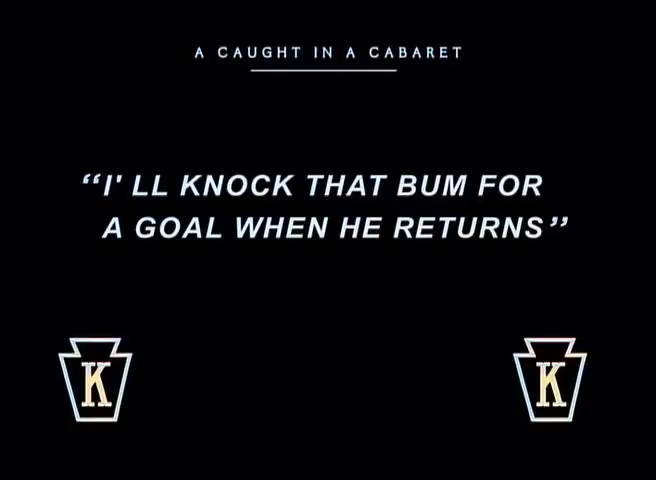 A CAUGHT IN A CABARET
“I' LL KNOCK THAT BUM FOR
A GOAL WHEN HE RETURNS”
K K